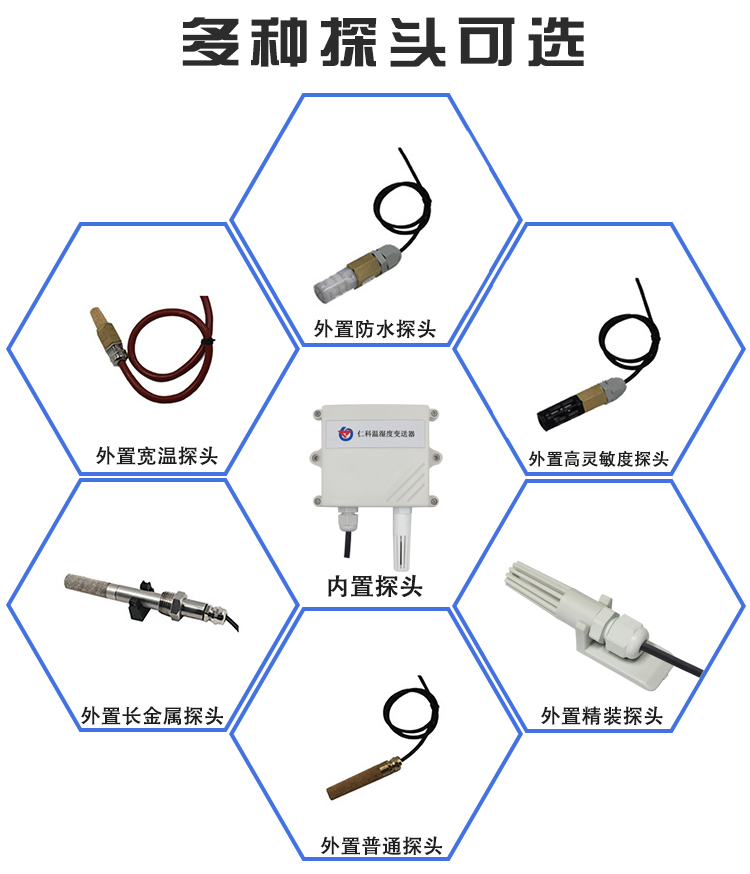 多种探头可选
外置防水探头
外置宽温探头
外置高灵敏度探头
仁科温湿度变送器
内置探头
外置长金属探头
外置精装探头
外置普通探头